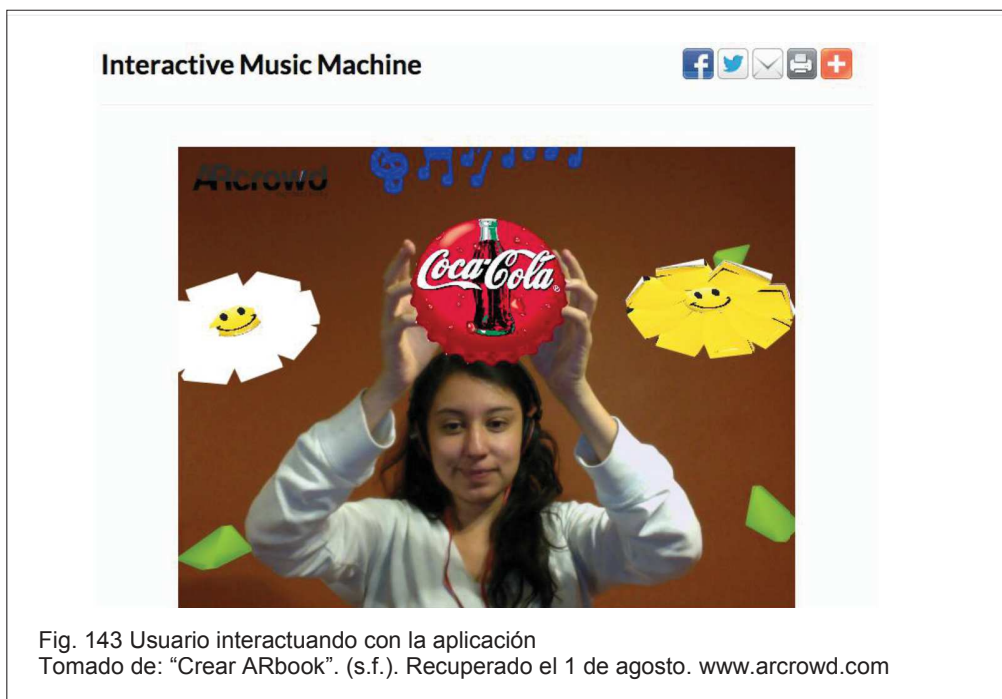 Interactive Music Machine
ARcrowd
Coca-Cola
Fig. 143 Usuario interactuando con la aplicación
Tomado de: “Crear ARbook”. (s.f.). Recuperado el 1 de agosto. www.arcrowd.com